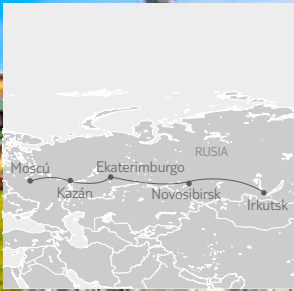 RUSIA
Moscú
Ekaterimburgo
Kazán
Novosibirsk
Irkutsk